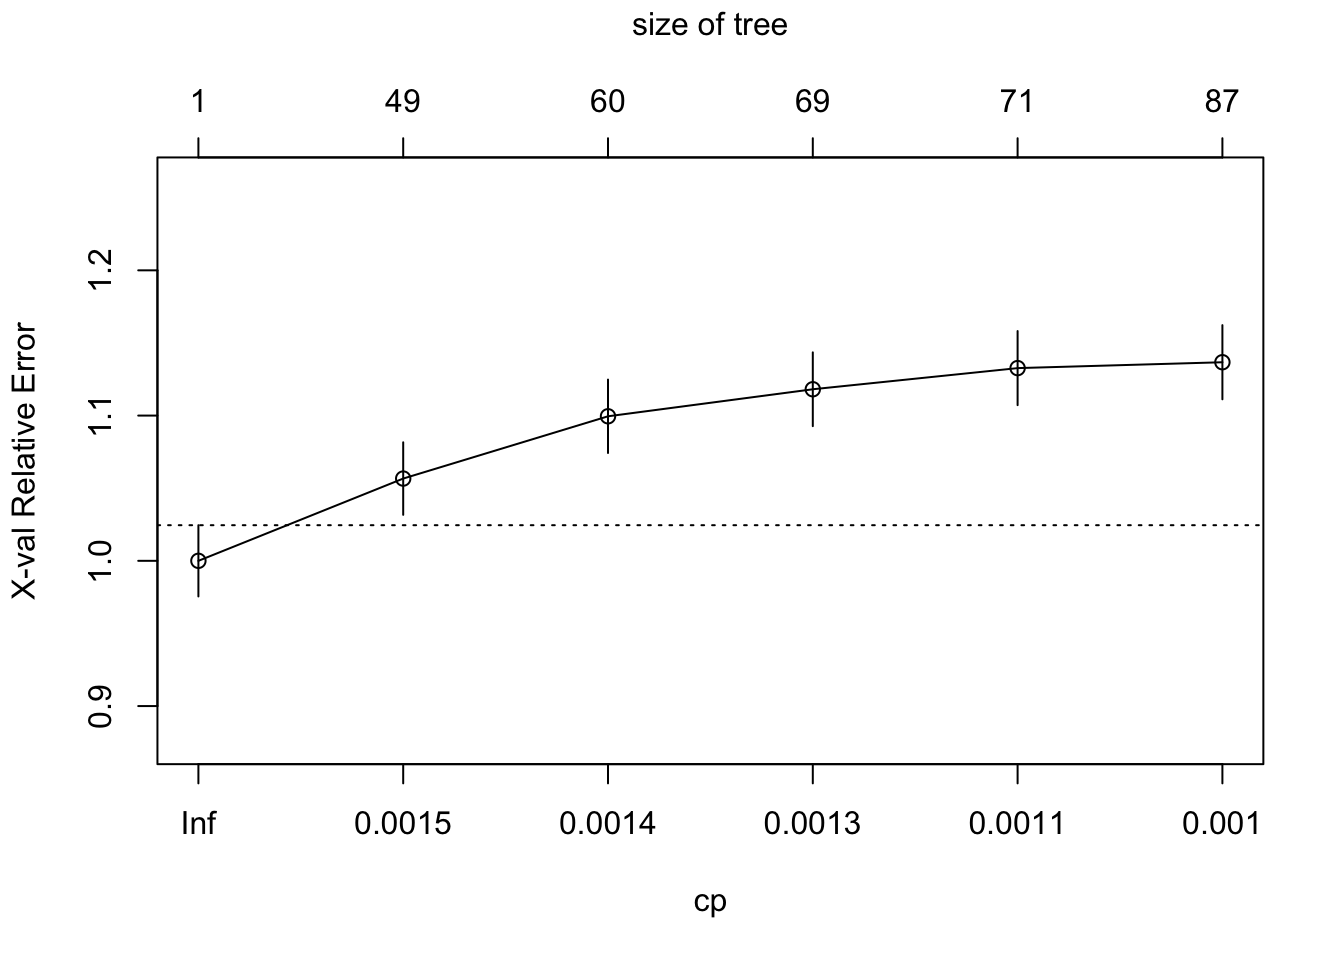 size of tree
1 49 60 69 71 87
X-val Relative Error
1.2
1.1
1.0
0.9
Inf 0.0015 0.0014 0.0013 0.0011 0.001
cp